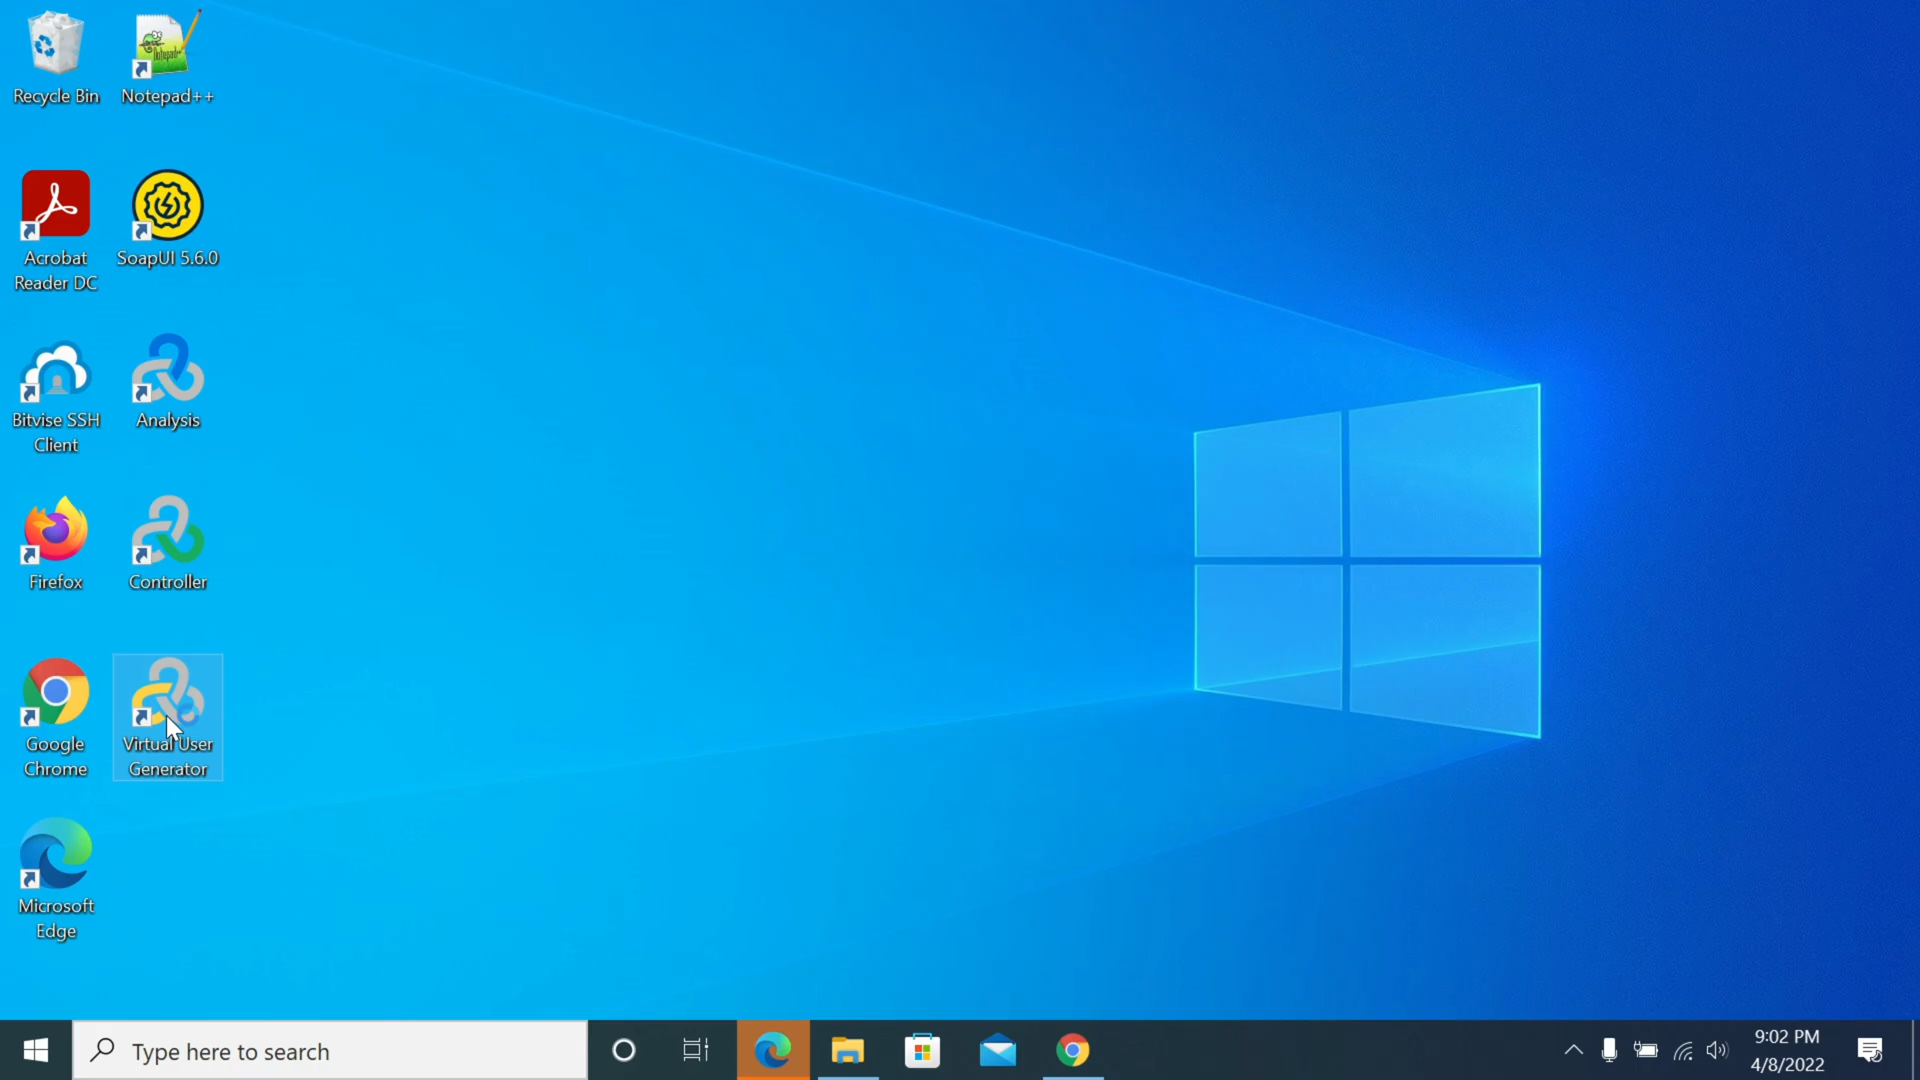 Recycle Bin
Notepad++
Acrobat
Reader DC
SoapUI 5.6.0
Bitvise SSH
Client
Analysis
Firefox
Controller
Google
Chrome
Virtual User
Generator
Microsoft
Edge
Type here to search
9:02 PM
4/8/2022